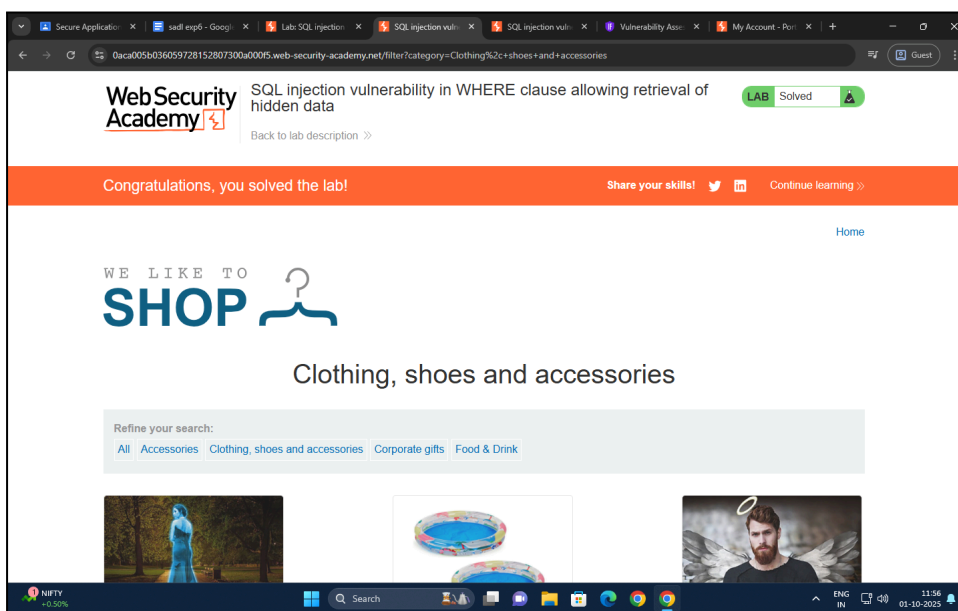 Secure Application
sadl exp6 - Google
Lab: SQL injection
SQL injection vuln
SQL injection vuln
Vulnerability Asses
My Account - Port
0aca005b036059728152807300a000f5.web-security-academy.net/filter?category=Clothing%2c+shoes+and+accessories
Guest
WebSecurity
Academy
SQL injection vulnerability in WHERE clause allowing retrieval of
hidden data
Back to lab description >>
LAB Solved
Congratulations, you solved the lab!
Share your skills!
in
Continue learning >>
Home
WE LIKE TO
SHOP
Clothing, shoes and accessories
Refine your search:
All Accessories Clothing, shoes and accessories Corporate gifts Food & Drink
1
NIFTY
+0.50%
Search
ENG
IN
11:56
01-10-2025